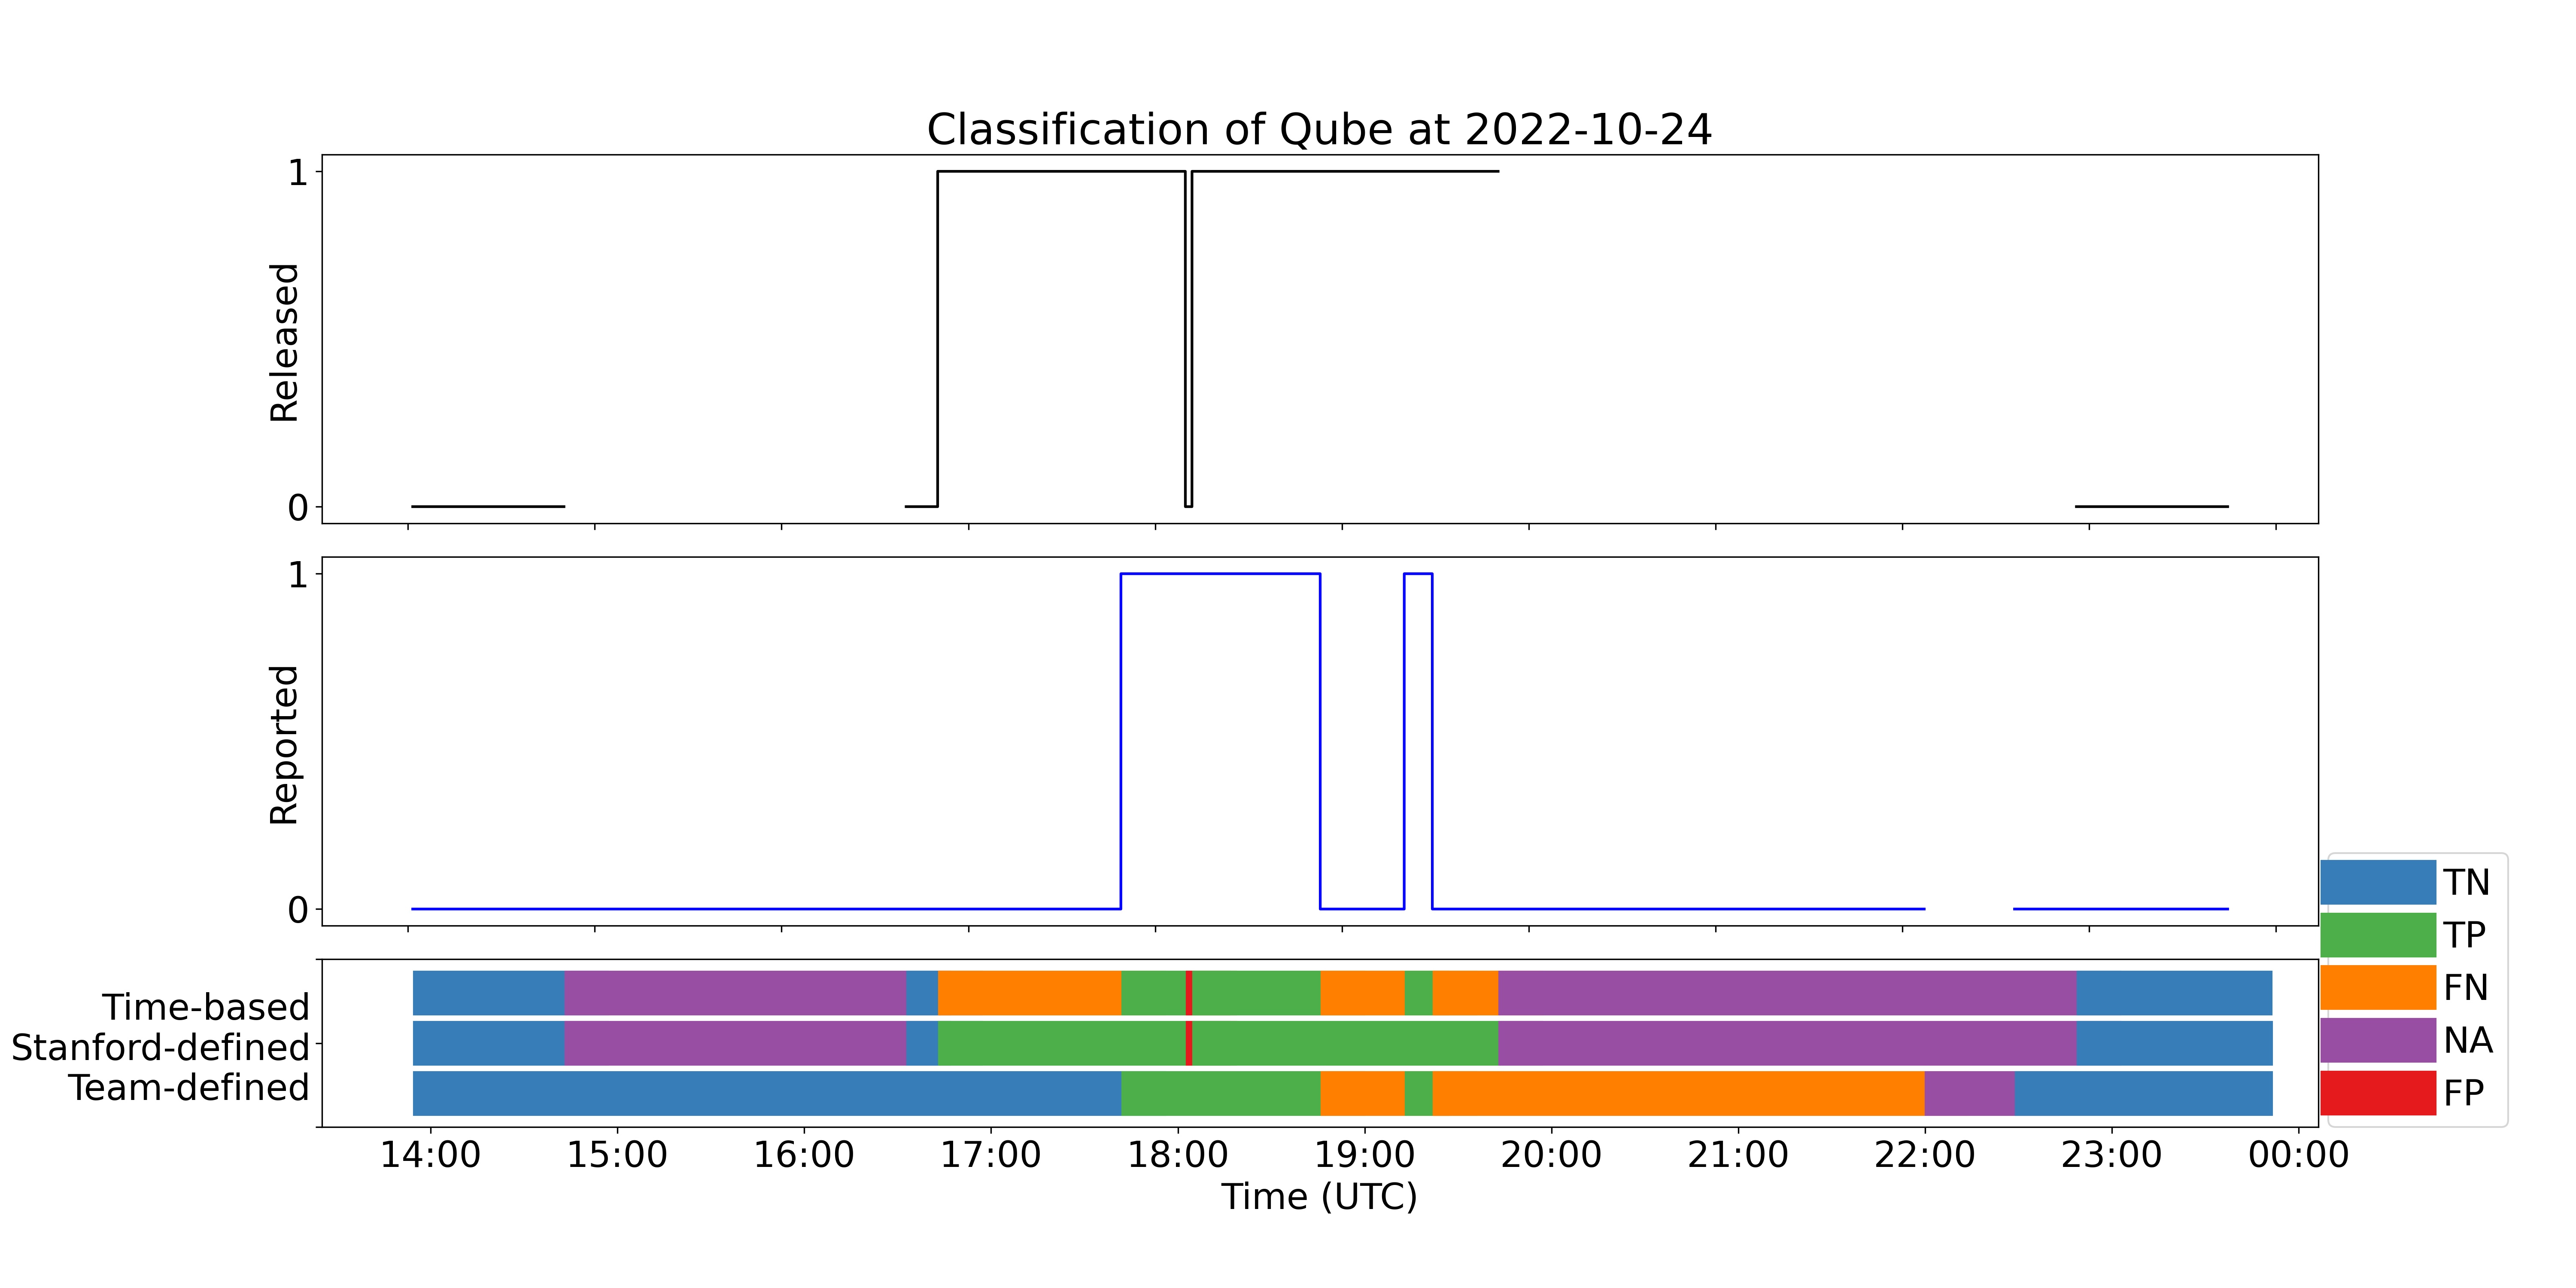 Classification of Qube at 2022-10-24
1
Released
0
1
Reported
0
TN
TP
FN
NA
FP
Time-based
Stanford-defined
Team-defined
14:00 15:00 16:00 17:00 18:00 19:00 20:00 21:00 22:00 23:00 00:00
Time (UTC)